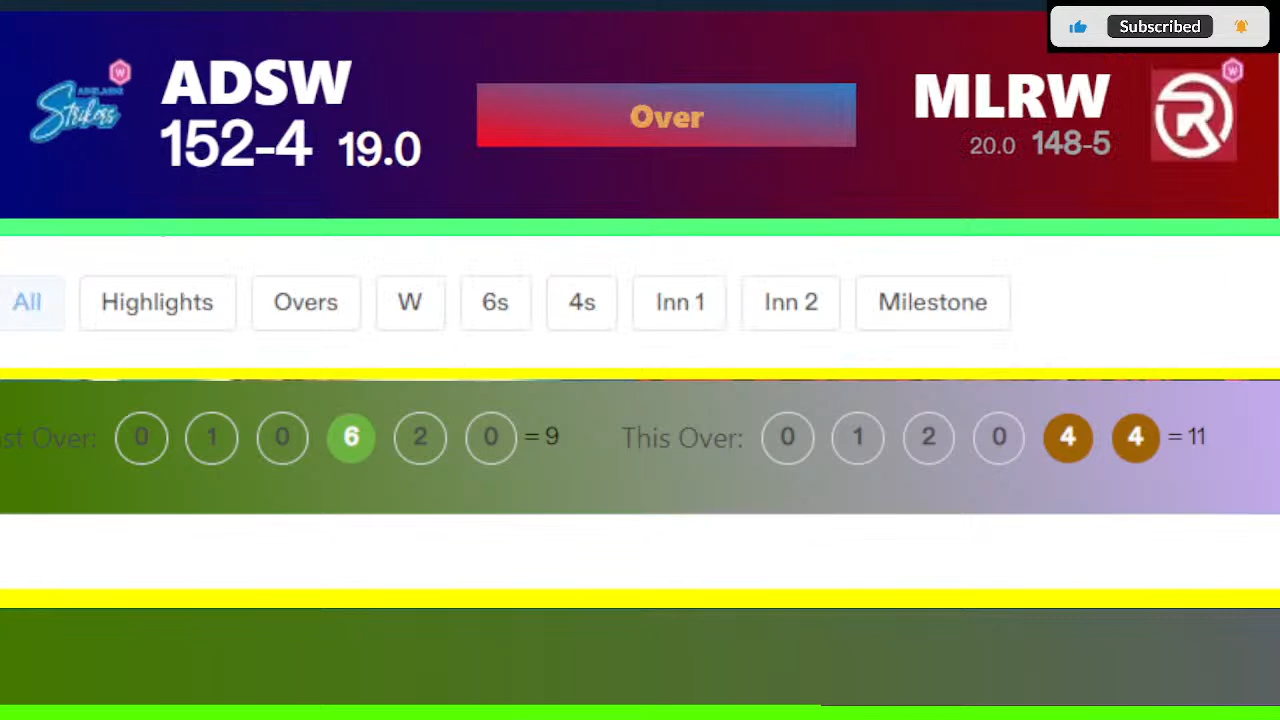 Subscribed
ADSW
152-4 19.0
Over
MLRW
20.0 148-5
Strikers
All Highlights Overs W 6s 4s Inn 1 Inn 2 Milestone
st Over: 0 1 0 6 2 0 = 9 This Over: 0 1 2 0 4 4 = 11